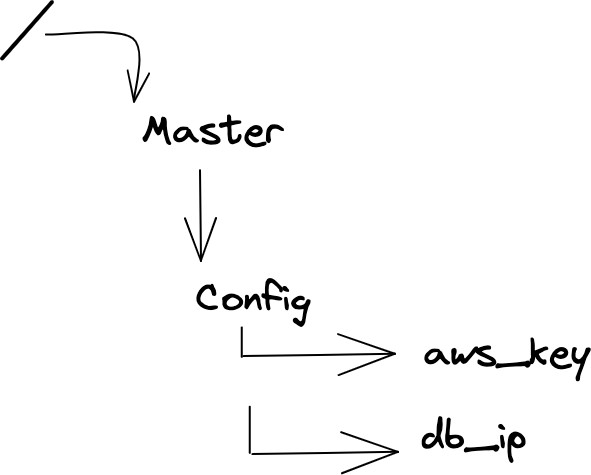 /
Master
Config
aws_key
db_ip